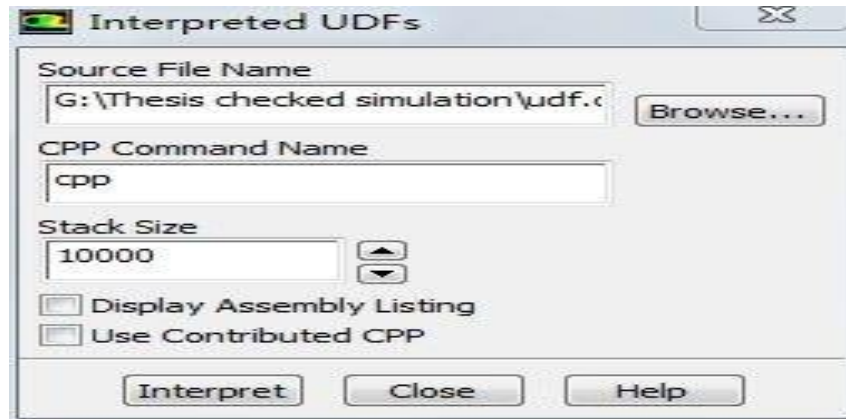 Interpreted UDFs
Source File Name
G:\Thesis checked simulation\udf.c
Browse...
CPP Command Name
cpp
Stack Size
10000
Display Assembly Listing
Use Contributed CPP
Interpret Close Help